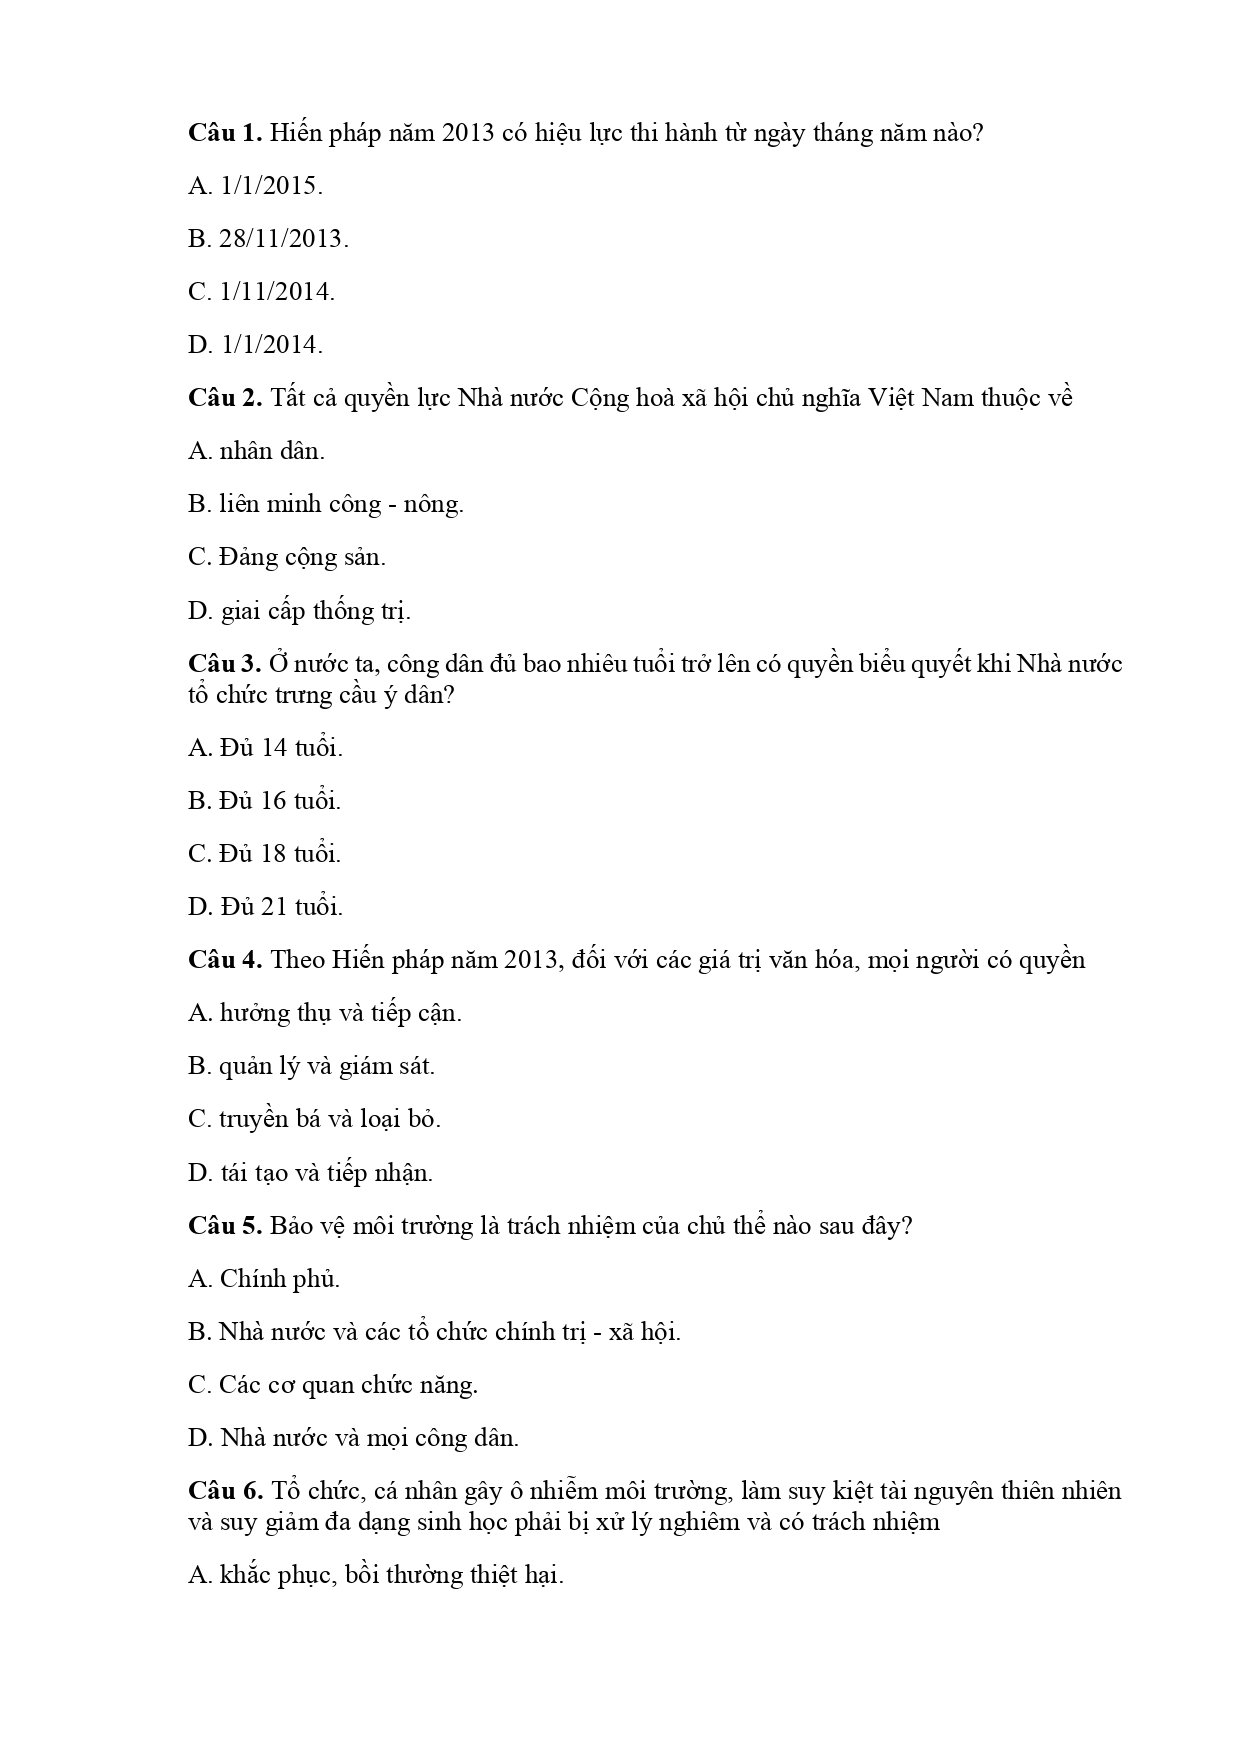 Câu 1. Hiến pháp năm 2013 có hiệu lực thi hành từ ngày tháng năm nào?
A. 1/1/2015.
B. 28/11/2013.
C. 1/11/2014.
D. 1/1/2014.
Câu 2. Tất cả quyền lực Nhà nước Cộng hoà xã hội chủ nghĩa Việt Nam thuộc về
A. nhân dân.
B. liên minh công - nông.
C. Đảng cộng sản.
D. giai cấp thống trị.
Câu 3. Ở nước ta, công dân đủ bao nhiêu tuổi trở lên có quyền biểu quyết khi Nhà nước
tổ chức trưng cầu ý dân?
A. Đủ 14 tuổi.
B. Đủ 16 tuổi.
C. Đủ 18 tuổi.
D. Đủ 21 tuổi.
Câu 4. Theo Hiến pháp năm 2013, đối với các giá trị văn hóa, mọi người có quyền
A. hưởng thụ và tiếp cận.
B. quản lý và giám sát.
C. truyền bá và loại bỏ.
D. tái tạo và tiếp nhận.
Câu 5. Bảo vệ môi trường là trách nhiệm của chủ thể nào sau đây?
A. Chính phủ.
B. Nhà nước và các tổ chức chính trị - xã hội.
C. Các cơ quan chức năng.
D. Nhà nước và mọi công dân.
Câu 6. Tổ chức, cá nhân gây ô nhiễm môi trường, làm suy kiệt tài nguyên thiên nhiên
và suy giảm đa dạng sinh học phải bị xử lý nghiêm và có trách nhiệm
A. khắc phục, bồi thường thiệt hại.